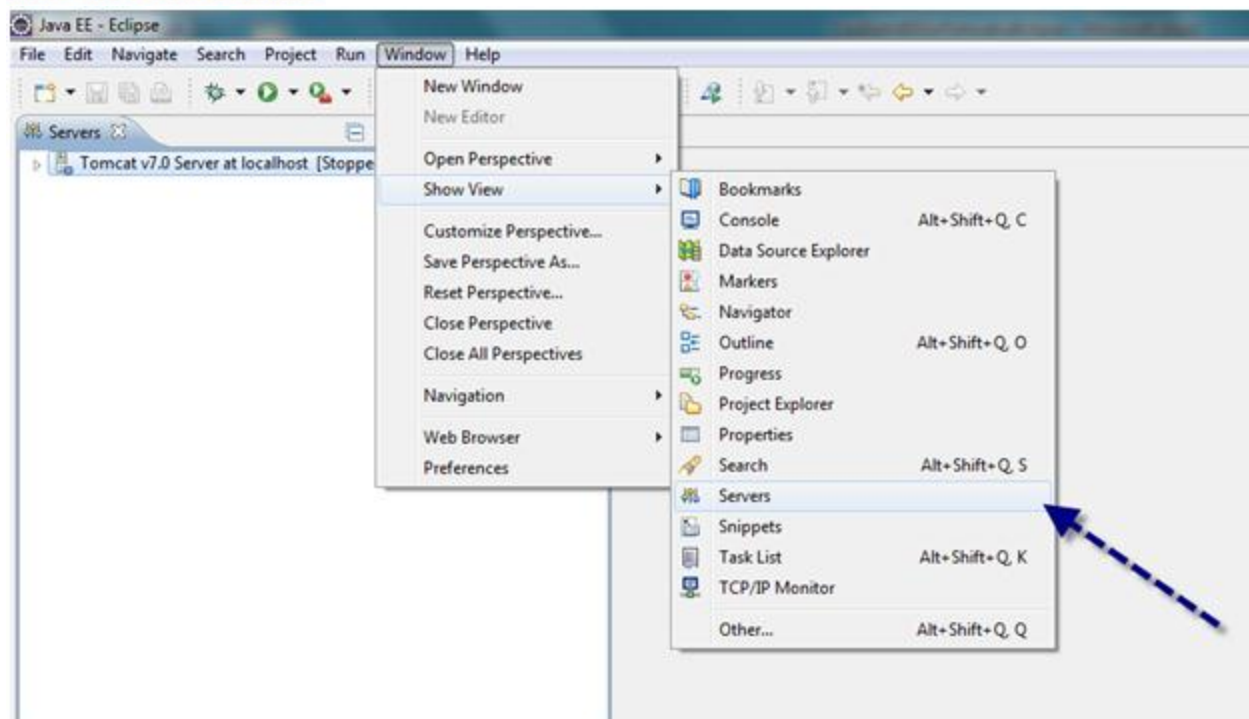 Java EE - Eclipse
File Edit Navigate Search Project Run Window Help
Servers
Tomcat v7.0 Server at localhost [Stoppe
New Window
New Editor
Open Perspective
Show View
Customize Perspective...
Save Perspective As...
Reset Perspective...
Close Perspective
Close All Perspectives
Navigation
Web Browser
Preferences
Bookmarks
Console Alt+Shift+Q, C
Data Source Explorer
Markers
Navigator
Outline Alt+Shift+Q, O
Progress
Project Explorer
Properties
Search Alt+Shift+Q, S
Servers
Snippets
Task List Alt+Shift+Q, K
TCP/IP Monitor
Other... Alt+Shift+Q, Q